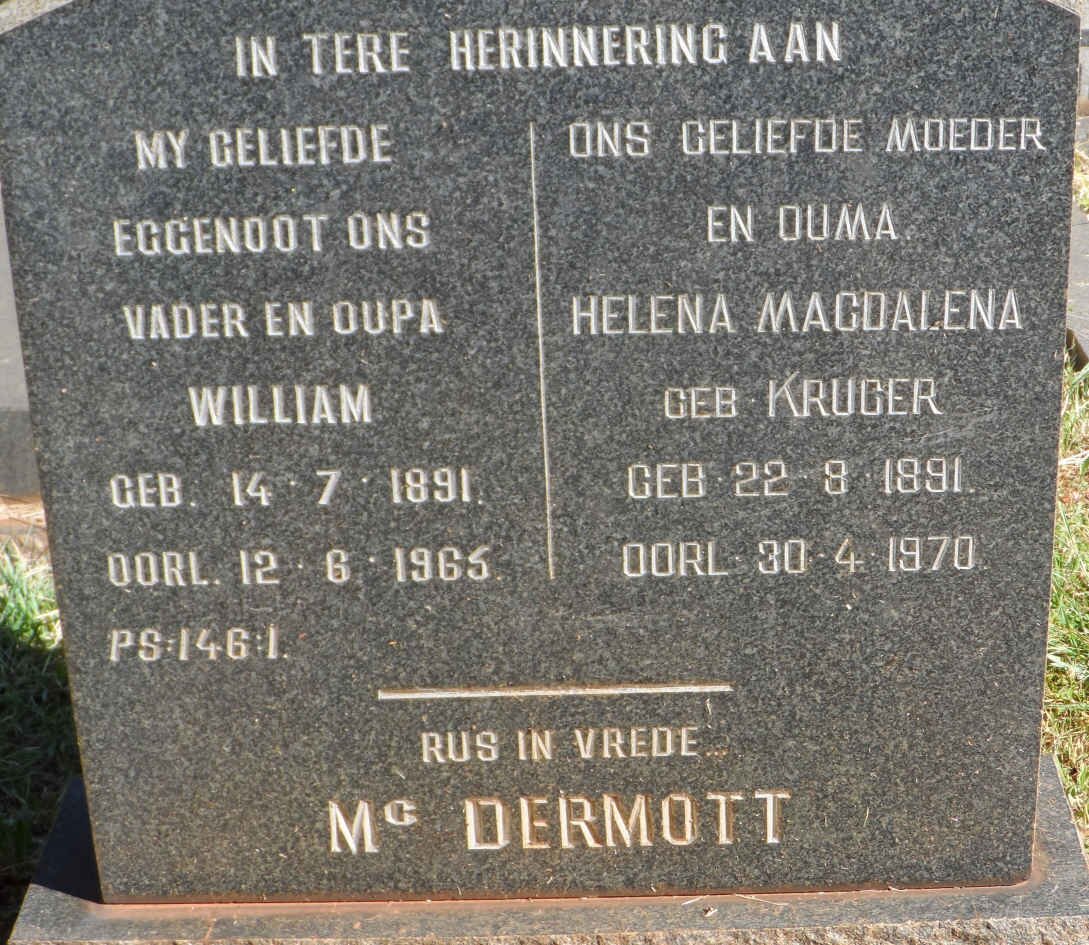 IN TERE HERINNERING AAN
MY GELIEFDE
EGGENOOT ONS
VADER EN OUPA
WILLIAM
GEB. 14·7·1891.
OORL. 12·6·1965.
PS:146:1.
ONS GELIEFDE MOEDER
EN OUMA.
HELENA MAGDALENA
GEB·KRUGER
GEB·22·8·1891.
OORL·30·4·1970.
RUS IN VREDE...
Mc DERMOTT